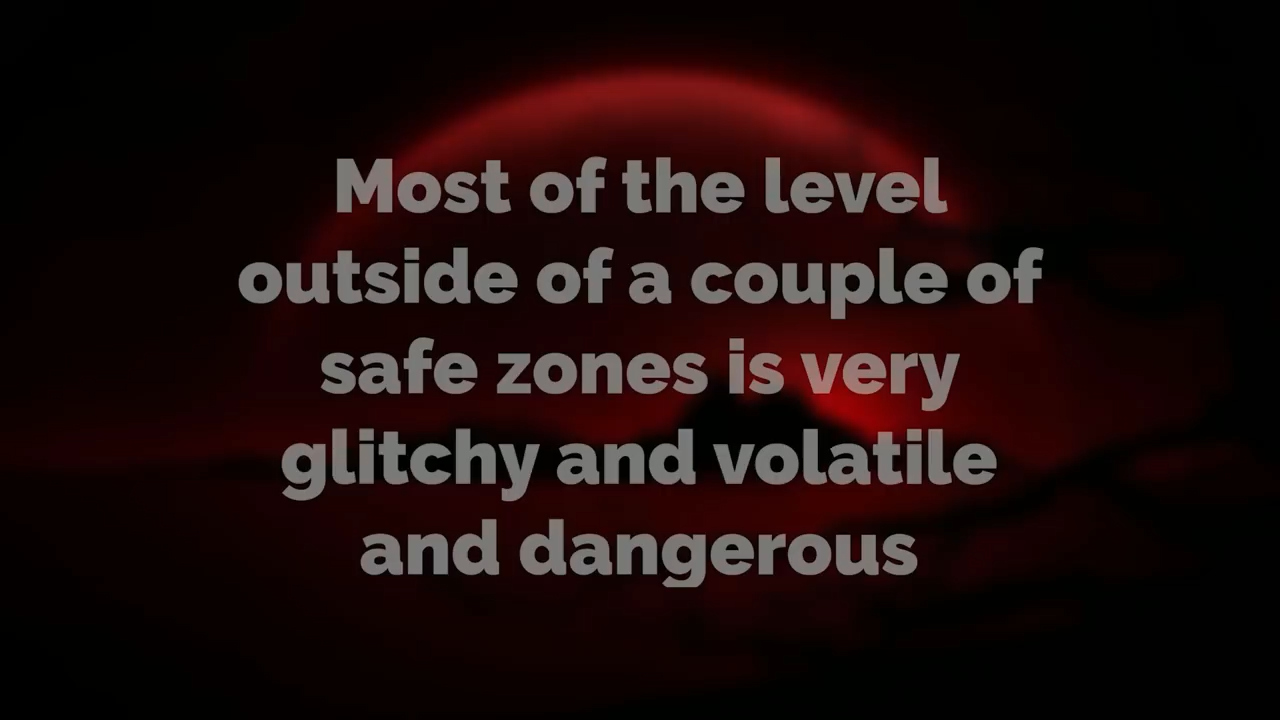 Most of the level
outside of a couple of
safe zones is very
glitchy and volatile
and dangerous